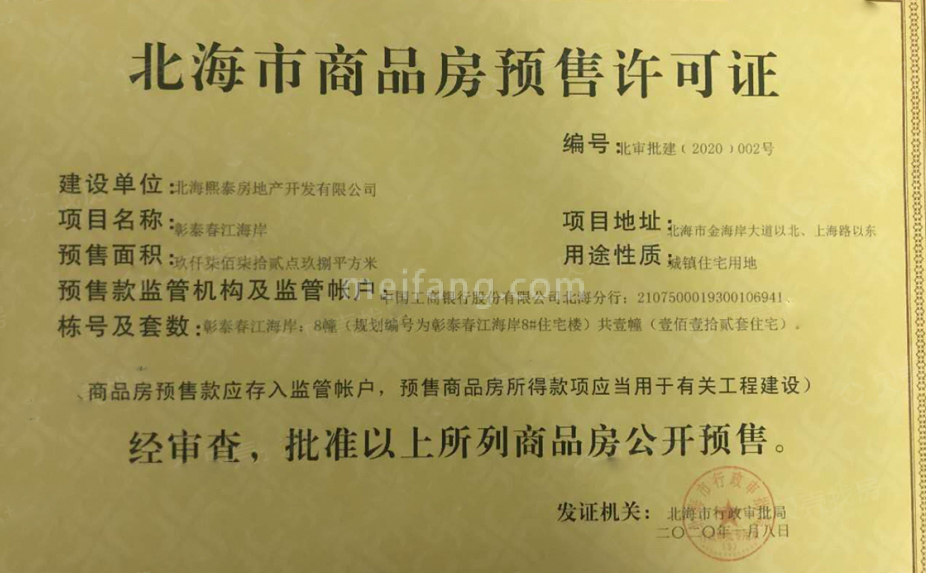 北海市商品房预售许可证
编号：北审批建（2020）002号
建设单位：北海熙泰房地产开发有限公司
项目名称：彰泰春江海岸
项目地址：北海市金海岸大道以北、上海路以东
预售面积：玖仟柒佰柒拾贰点玖捌平方米
用途性质：城镇住宅用地
预售款监管机构及监管帐户：中国工商银行股份有限公司北海分行：2107500019300106941.
meifang.com
栋号及套数：彰泰春江海岸：8幢（规划编号为彰泰春江海岸8#住宅楼）共壹幢（壹佰壹拾贰套住宅）。
商品房预售款应存入监管帐户，预售商品房所得款项应当用于有关工程建设）
经审查，批准以上所列商品房公开预售。
发证机关：北海市行政审批局
二〇二〇年一月八日